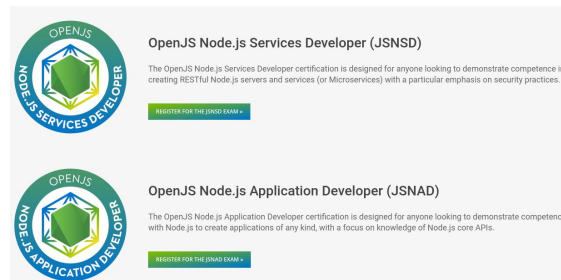 OPENJS
NODE.JS SERVICES DEVELOPER
OpenJS Node.js Services Developer (JSNSD)
The OpenJS Node.js Services Developer certification is designed for anyone looking to demonstrate competence
creating RESTful Node.js servers and services (or Microservices) with a particular emphasis on security practices.
REGISTER FOR THE JSNSD EXAM »
OPENJS
NODE.JS APPLICATION DEVELOPER
OpenJS Node.js Application Developer (JSNAD)
The OpenJS Node.js Application Developer certification is designed for anyone looking to demonstrate
with Node.js to create applications of any kind, with a focus on knowledge of Node.js core APIs.
REGISTER FOR THE JSNAD EXAM »